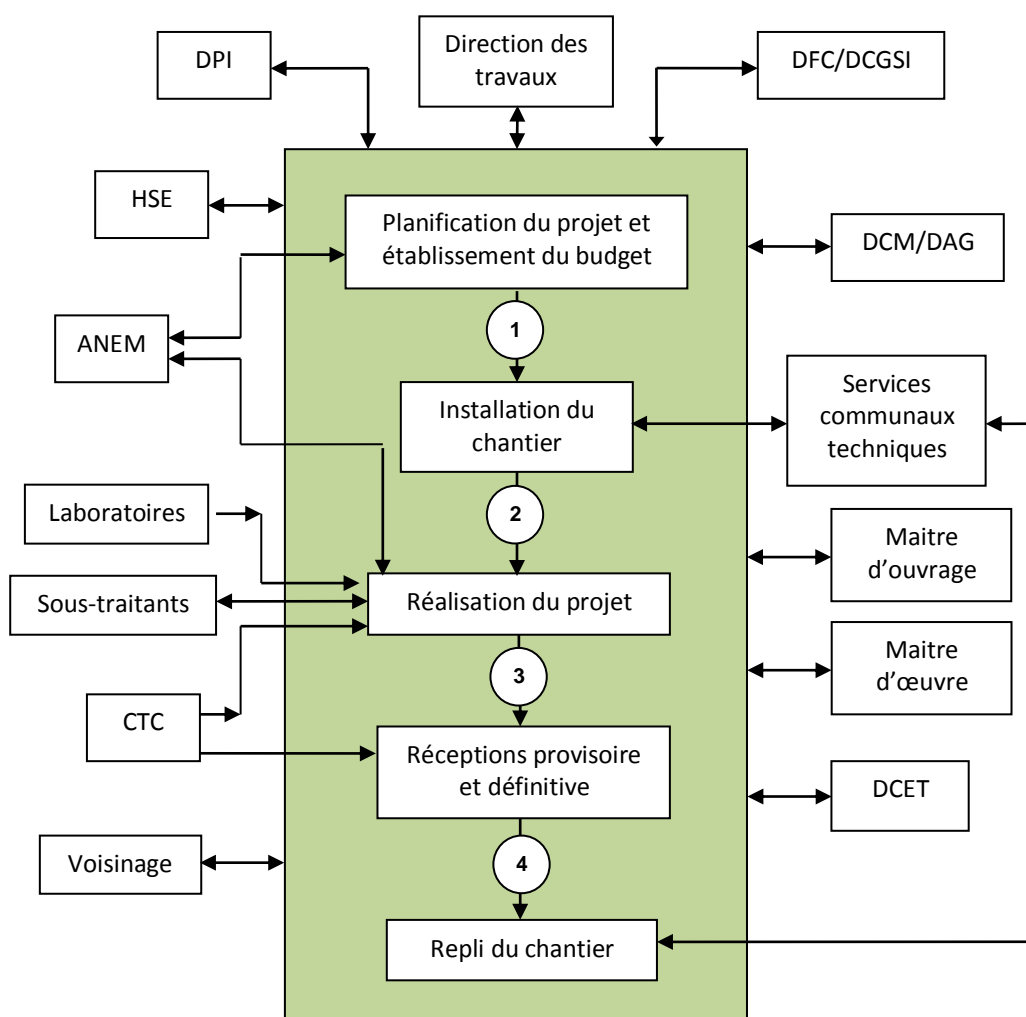 DPI
Direction des
travaux
DFC/DCGSI
HSE
Planification du projet et
établissement du budget
DCM/DAG
1
ANEM
Installation du
chantier
Services
communaux
techniques
2
Laboratoires
Maitre
d’ouvrage
Sous-traitants
Réalisation du projet
Maitre
d’œuvre
3
CTC
Réceptions provisoire
et définitive
DCET
4
Voisinage
Repli du chantier